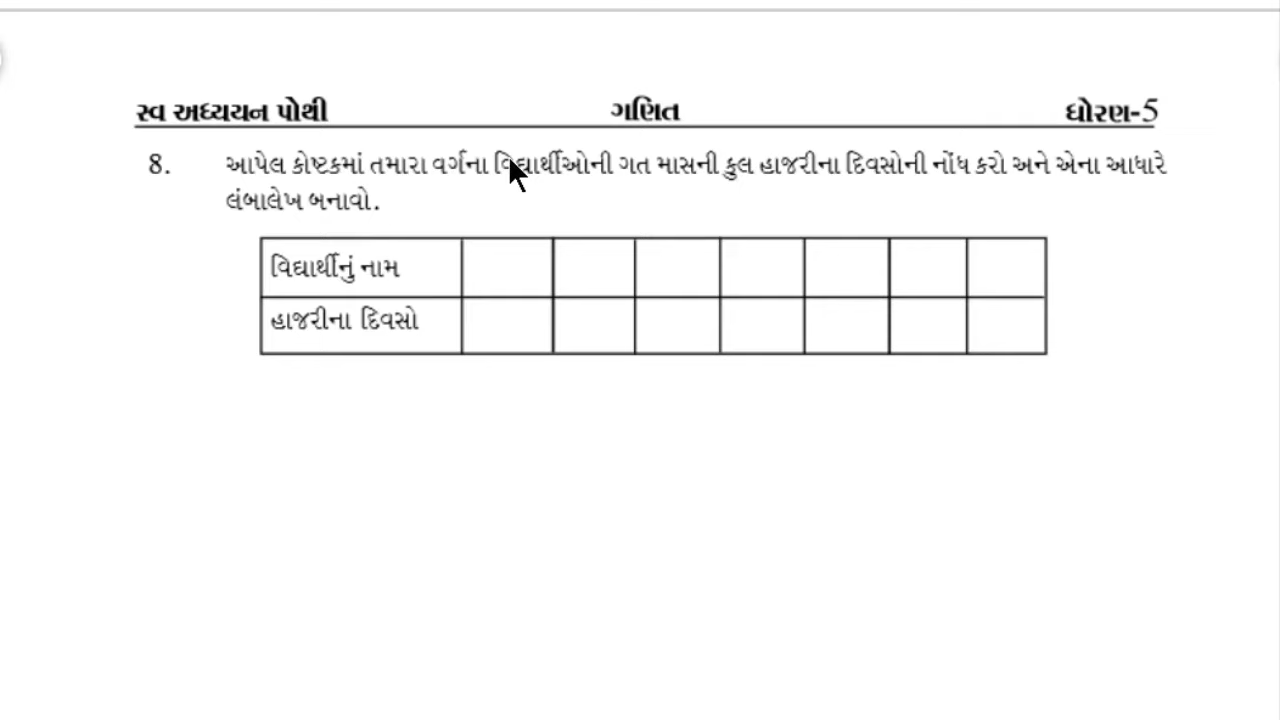 સ્વ અધ્યયન પોથી ગણિત ધોરણ-5
8. આપેલ કોષ્ટકમાં તમારા વર્ગના વિદ્યાર્થીઓની ગત માસની કુલ હાજરીના દિવસોની નોંધ કરો અને એના આધારે
લંબાલેખ બનાવો.
વિદ્યાર્થીનું નામ
હાજરીના દિવસો